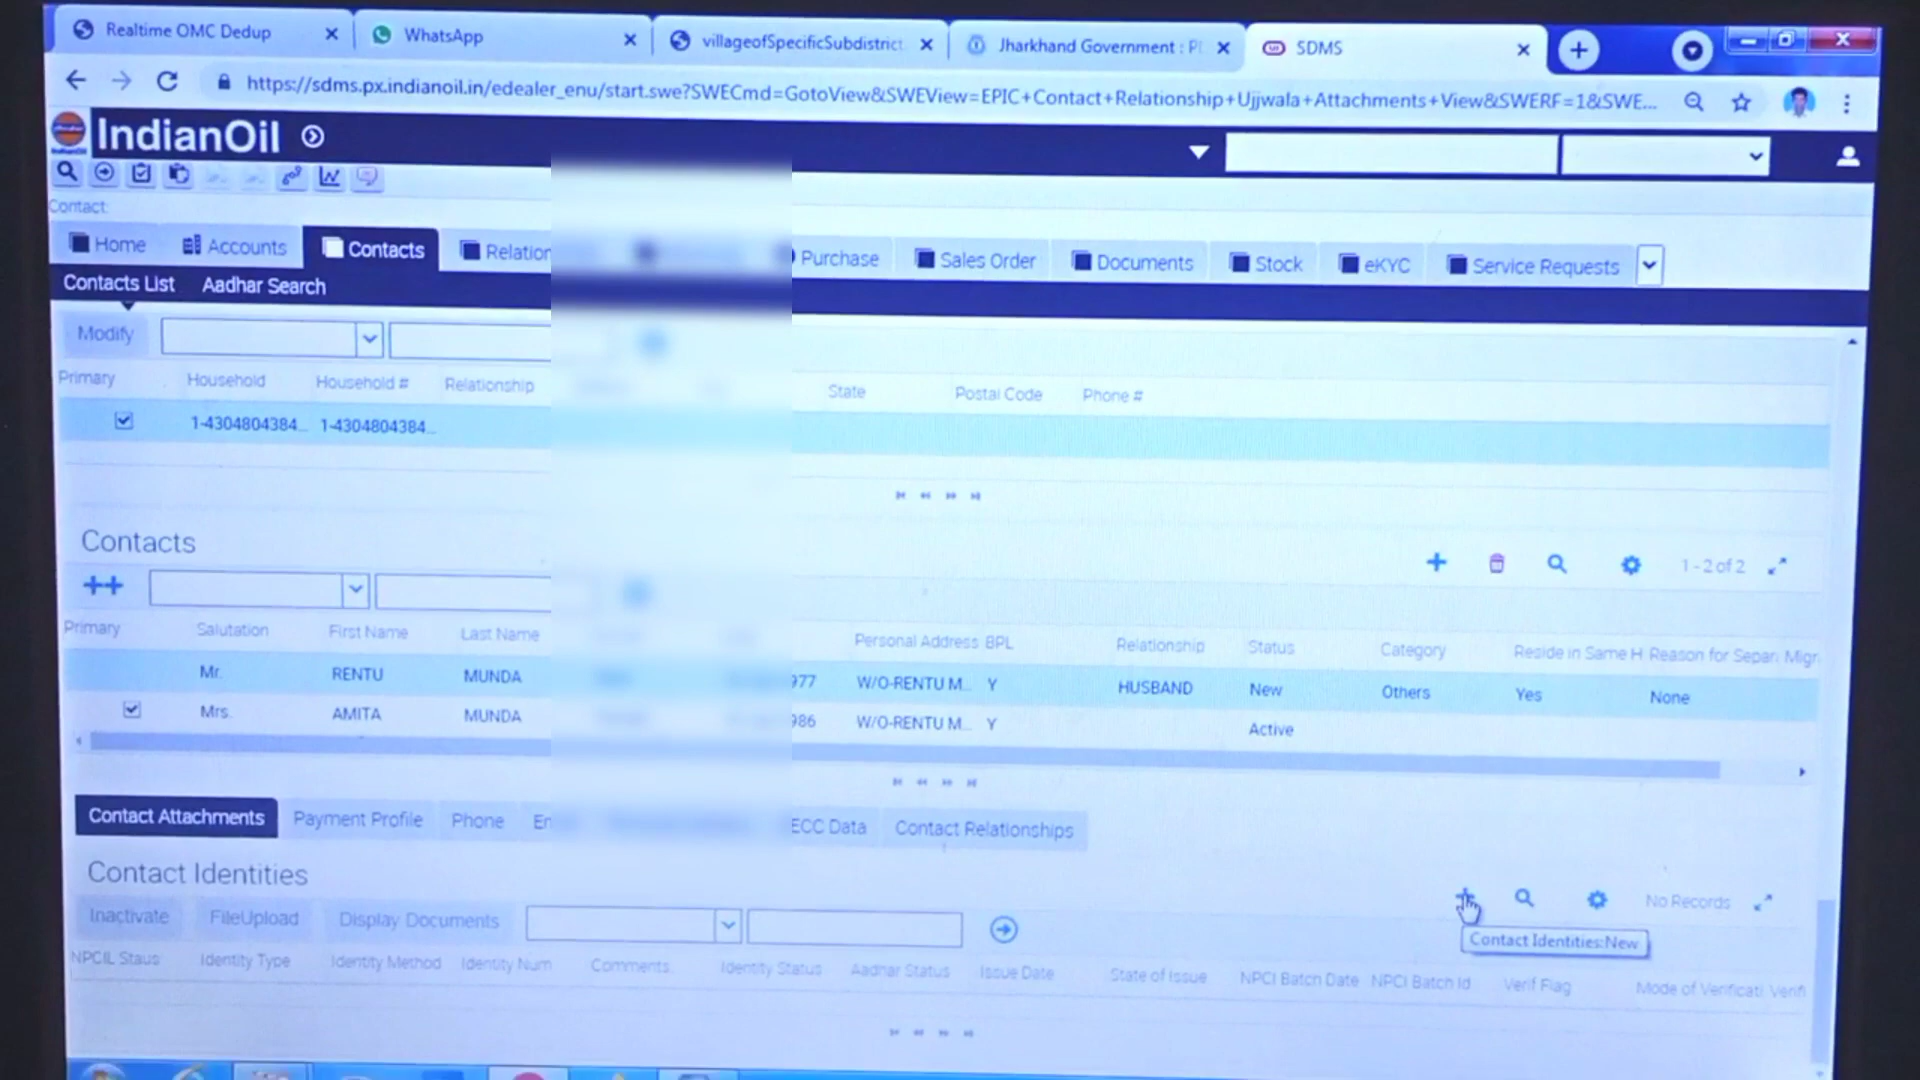 Realtime OMC Dedup
WhatsApp
villageofSpecificSubdistrict
Jharkhand Government : Pl
SDMS
https://sdms.px.indianoil.in/edealer_enu/start.swe?SWECmd=GotoView&SWEView=EPIC+Contact+Relationship+Ujjwala+Attachments+View&SWERF=1&SWE...
IndianOil
Contact:
Home Accounts Contacts Relation Purchase Sales Order Documents Stock eKYC Service Requests
Contacts List Aadhar Search
Modify
Primary Household Household # Relationship State Postal Code Phone #
1-4304804384... 1-4304804384...
Contacts
1 - 2 of 2
Primary Salutation First Name Last Name Personal Address BPL Relationship Status Category Reside in Same H Reason for Separ. Migr.
Mr. RENTU MUNDA 977 W/O-RENTU M... Y HUSBAND New Others Yes None
Mrs. AMITA MUNDA 986 W/O-RENTU M... Y Active
Contact Attachments Payment Profile Phone Em ECC Data Contact Relationships
Contact Identities
No Records
Inactivate FileUpload Display Documents
Contact Identities:New
NPCIL Staus Identity Type Identity Method Identity Num Comments Identity Status Aadhar Status Issue Date State of Issue NPCI Batch Date NPCI Batch Id Verif Flag Mode of Verificati Verifi